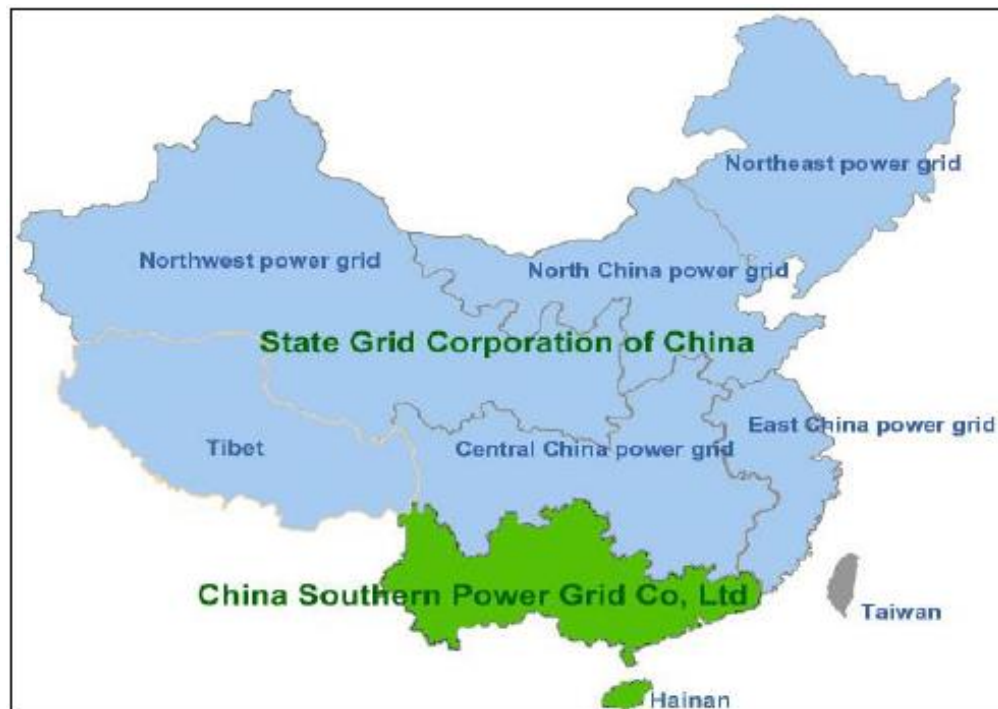 Northeast power grid
Northwest power grid
North China power grid
State Grid Corporation of China
East China power grid
Tibet
Central China power grid
China Southern Power Grid Co, Ltd
Taiwan
Hainan